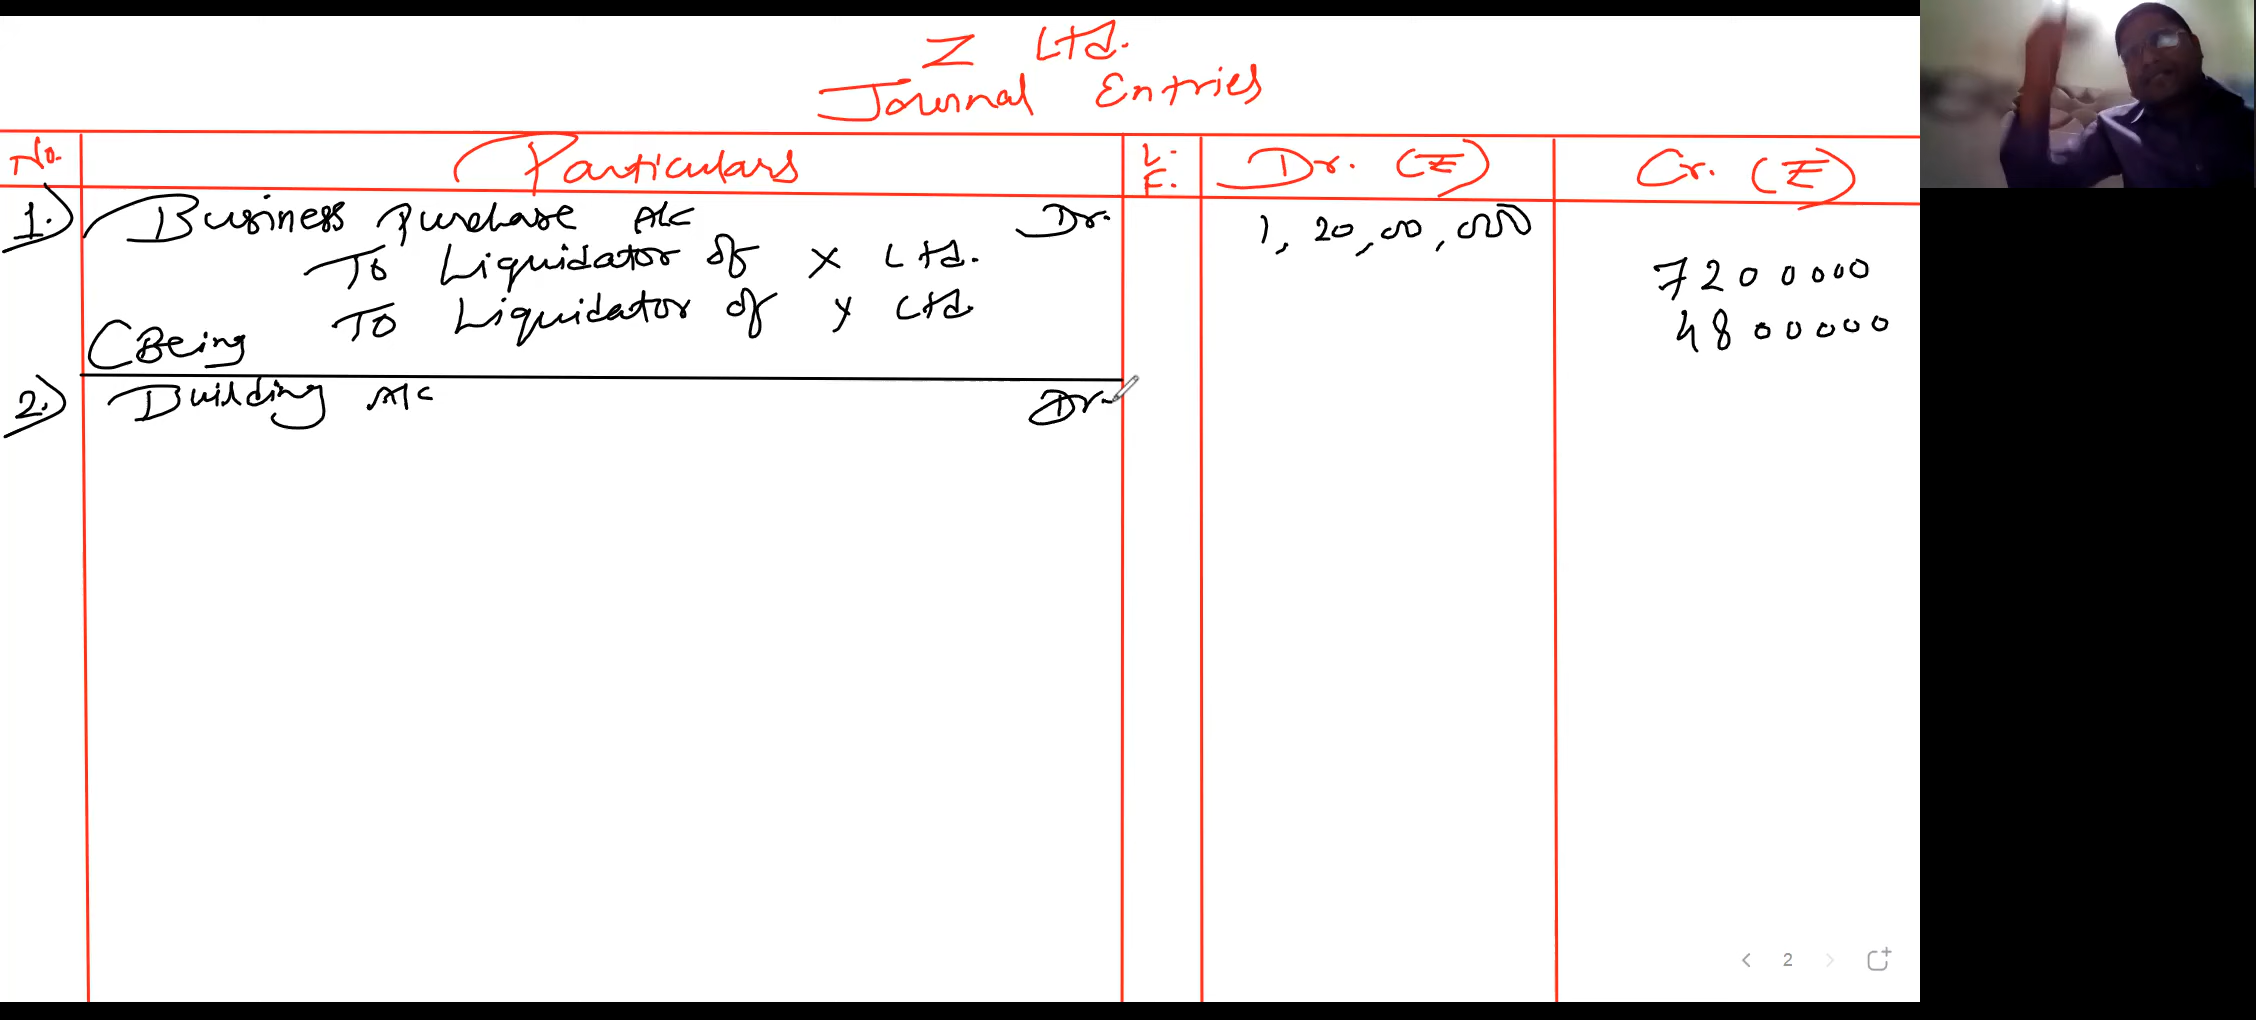 Z Ltd.
Journal Entries
No. Particulars L.F. Dr. (₹) Cr. (₹)
1.) Business Purchase A/c Dr. 1,20,00,000
To Liquidator of X Ltd. 7200000
To Liquidator of Y Ltd. 4800000
(Being
2.) Building A/c Dr.
2